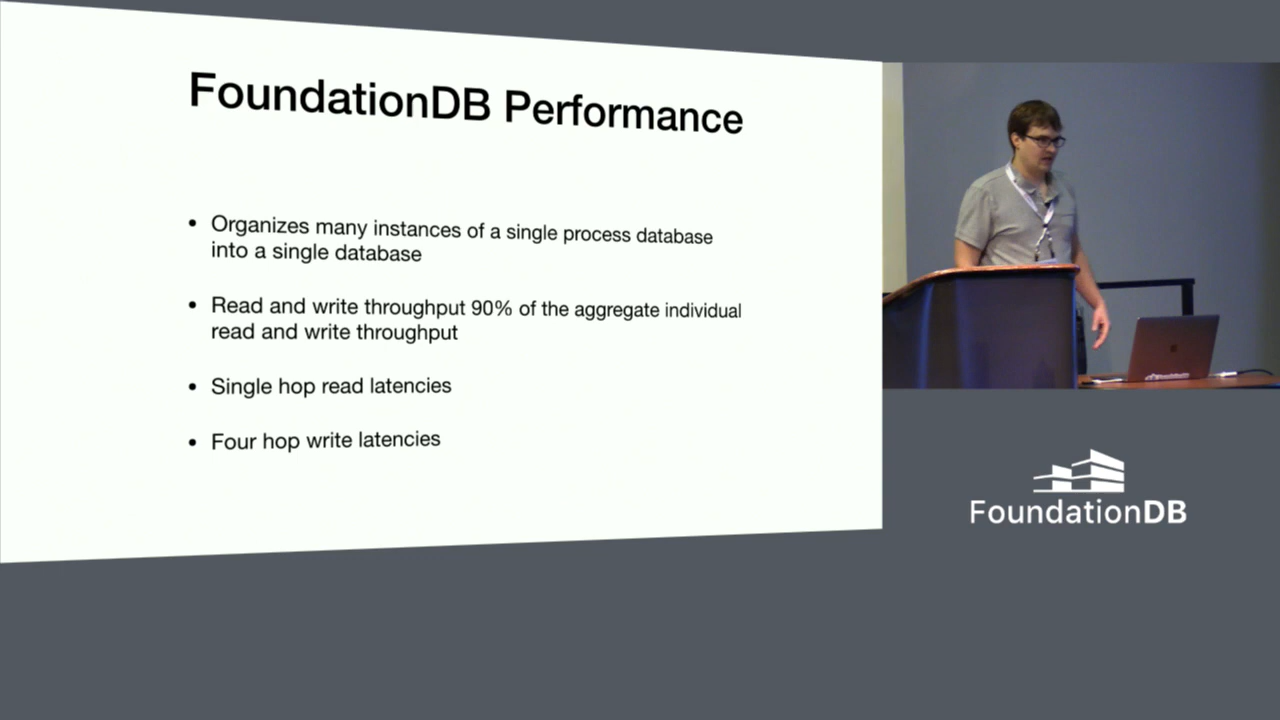 FoundationDB Performance
• Organizes many instances of a single process database
into a single database
• Read and write throughput 90% of the aggregate individual
read and write throughput
• Single hop read latencies
• Four hop write latencies
FoundationDB